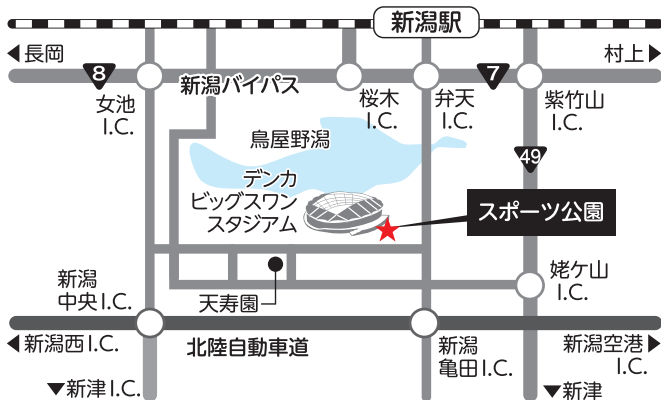 新潟駅
◀長岡
村上▶
8
新潟バイパス
7
女池
I.C.
桜木
I.C.
弁天
I.C.
紫竹山
I.C.
鳥屋野潟
49
デンカ
ビッグスワン
スタジアム
スポーツ公園
新潟
中央I.C.
天寿園
姥ケ山
I.C.
◀新潟西I.C.
北陸自動車道
新潟
亀田I.C.
新潟空港▶
I.C.
▼新津I.C.
▼新津